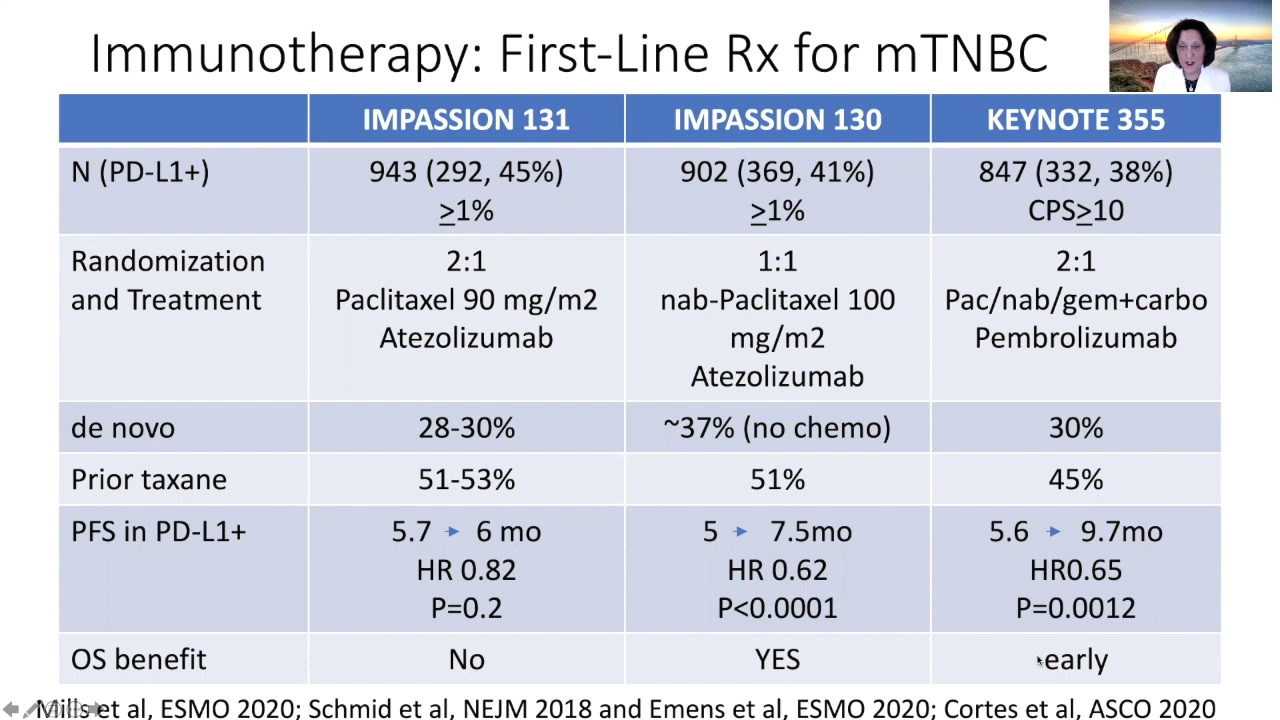 Immunotherapy: First-Line Rx for mTNBC
IMPASSION 131 IMPASSION 130 KEYNOTE 355
N (PD-L1+) 943 (292, 45%) 902 (369, 41%) 847 (332, 38%)
≥1% ≥1% CPS≥10
Randomization 2:1 1:1 2:1
and Treatment Paclitaxel 90 mg/m2 nab-Paclitaxel 100 Pac/nab/gem+carbo
Atezolizumab mg/m2 Pembrolizumab
Atezolizumab
de novo 28-30% ~37% (no chemo) 30%
Prior taxane 51-53% 51% 45%
PFS in PD-L1+ 5.7 6 mo 5 7.5mo 5.6 9.7mo
HR 0.82 HR 0.62 HR0.65
P=0.2 P<0.0001 P=0.0012
OS benefit No YES early
Mills et al, ESMO 2020; Schmid et al, NEJM 2018 and Emens et al, ESMO 2020; Cortes et al, ASCO 2020